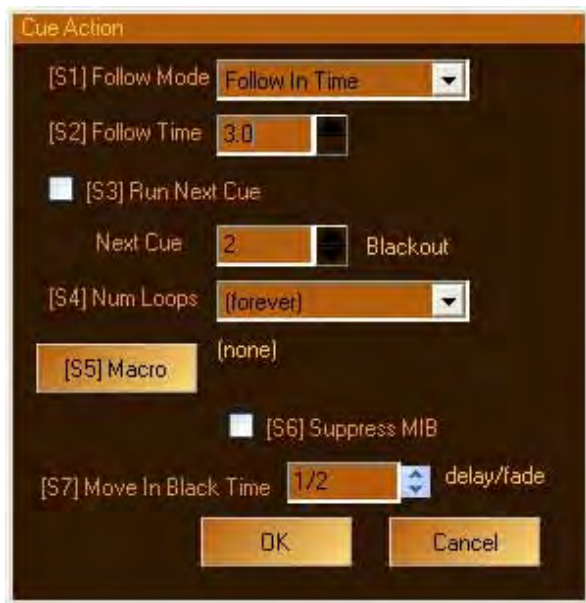 Cue Action
[S1] Follow Mode Follow In Time
[S2] Follow Time 3.0
[S3] Run Next Cue
Next Cue 2 Blackout
[S4] Num Loops (forever)
[S5] Macro (none)
[S6] Suppress MIB
[S7] Move In Black Time 1/2 delay/fade
OK Cancel